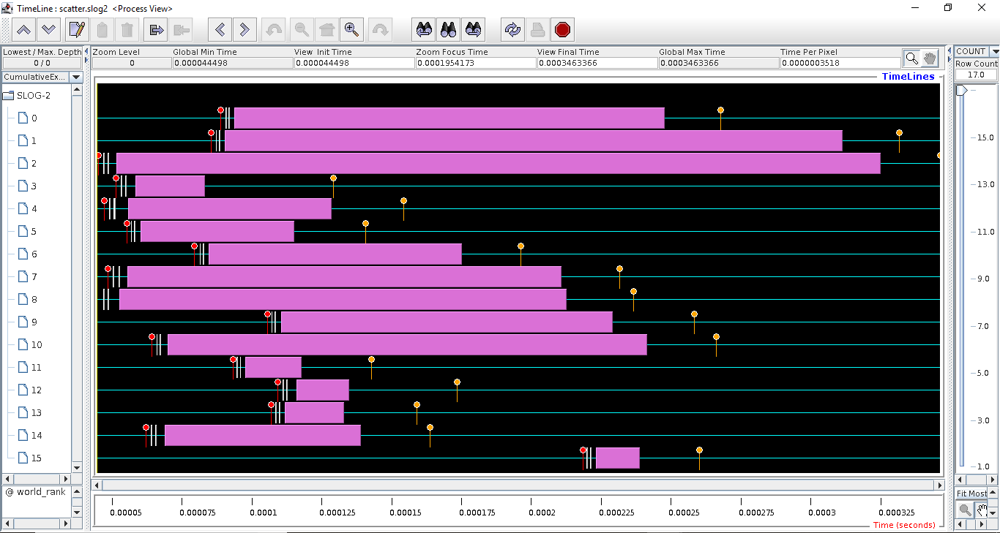 TimeLine : scatter.slog2 <Process View>
Lowest / Max. Depth
0 / 0
Zoom Level
0
Global Min Time
0.000044498
View Init Time
0.000044498
Zoom Focus Time
0.0001954173
View Final Time
0.0003463366
Global Max Time
0.0003463366
Time Per Pixel
0.0000003518
COUNT
Row Count
17.0
CumulativeEx...
TimeLines
SLOG-2
0
1
2
3
4
5
6
7
8
9
10
11
12
13
14
15
15.0
13.0
11.0
9.0
7.0
5.0
3.0
1.0
@ world_rank
Fit Most
0.00005
0.000075
0.0001
0.000125
0.00015
0.000175
0.0002
0.000225
0.00025
0.000275
0.0003
0.000325
Time (seconds)